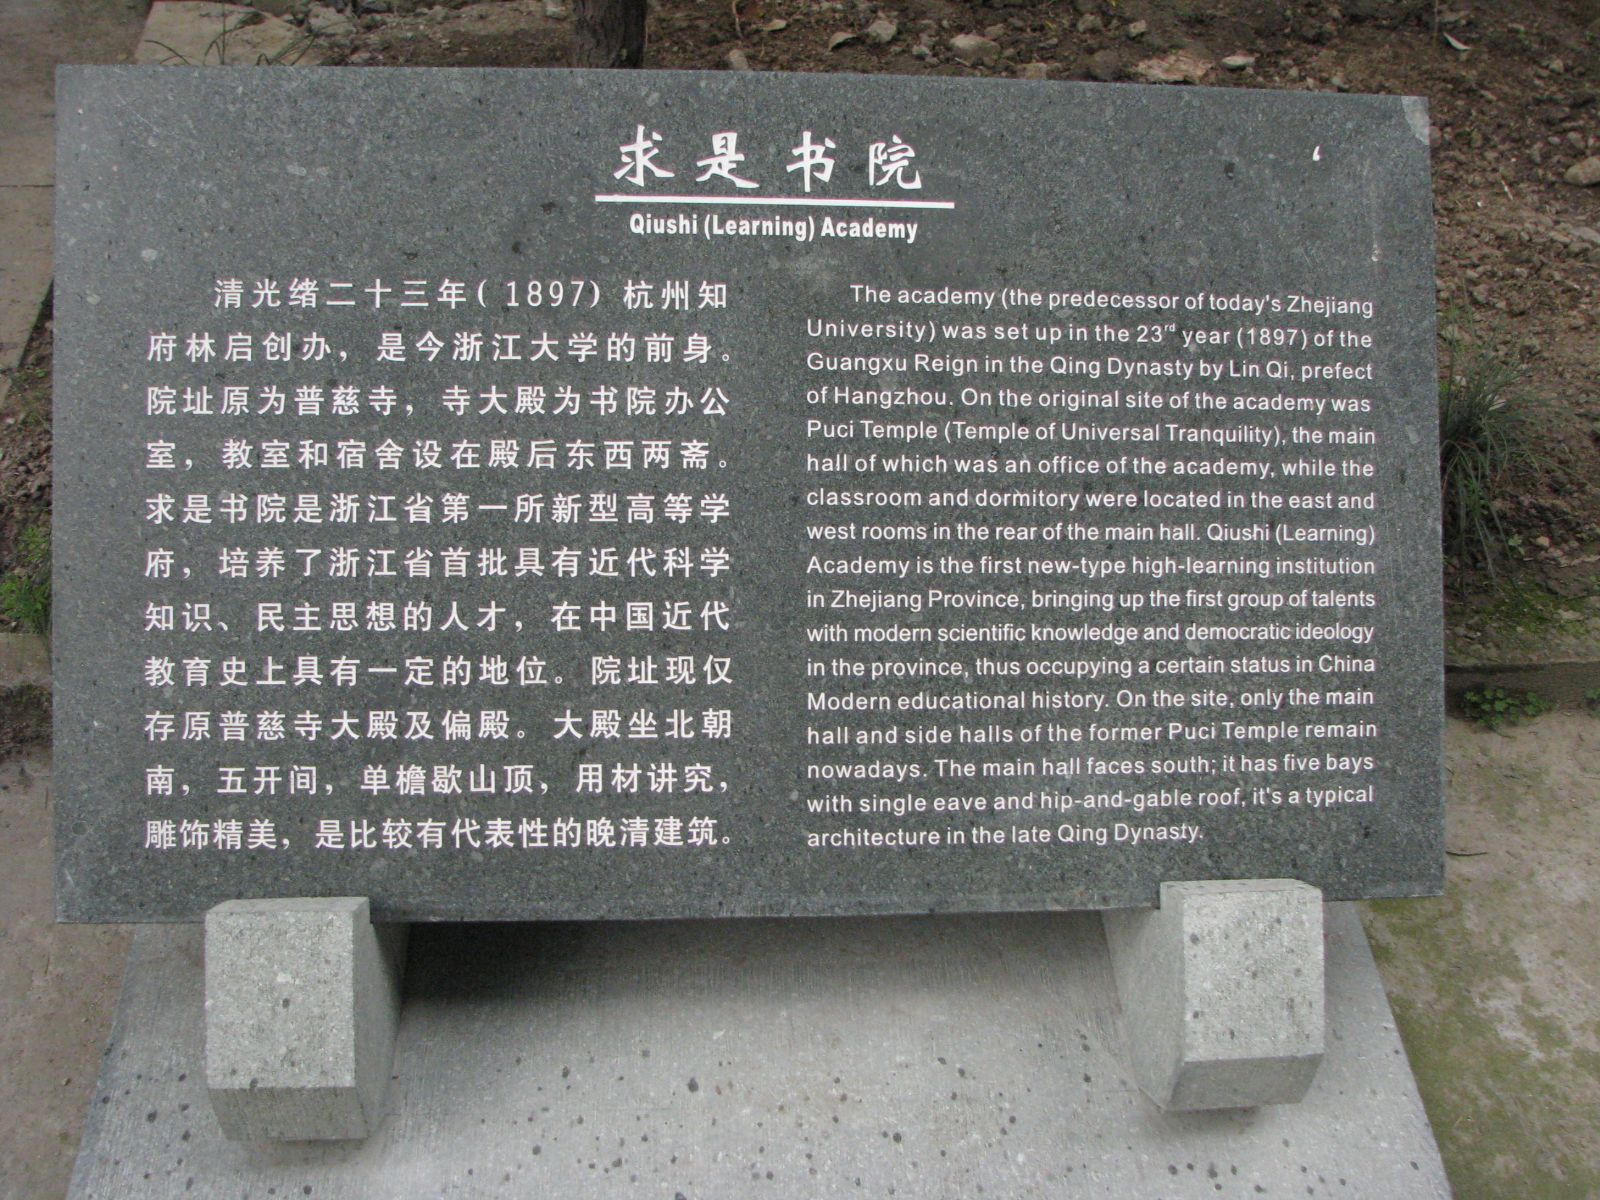 求是书院
Qiushi (Learning) Academy
清光绪二十三年(1897)杭州知
府林启创办，是今浙江大学的前身。
院址原为普慈寺，寺大殿为书院办公
室，教室和宿舍设在殿后东西两斋。
求是书院是浙江省第一所新型高等学
府，培养了浙江省首批具有近代科学
知识、民主思想的人才，在中国近代
教育史上具有一定的地位。院址现仅
存原普慈寺大殿及偏殿。大殿坐北朝
南，五开间，单檐歇山顶，用材讲究，
雕饰精美，是比较有代表性的晚清建筑。
The academy (the predecessor of today's Zhejiang
University) was set up in the 23rd year (1897) of the
Guangxu Reign in the Qing Dynasty by Lin Qi, prefect
of Hangzhou. On the original site of the academy was
Puci Temple (Temple of Universal Tranquility), the main
hall of which was an office of the academy, while the
classroom and dormitory were located in the east and
west rooms in the rear of the main hall. Qiushi (Learning)
Academy is the first new-type high-learning institution
in Zhejiang Province, bringing up the first group of talents
with modern scientific knowledge and democratic ideology
in the province, thus occupying a certain status in China
Modern educational history. On the site, only the main
hall and side halls of the former Puci Temple remain
nowadays. The main hall faces south; it has five bays
with single eave and hip-and-gable roof, it's a typical
architecture in the late Qing Dynasty.